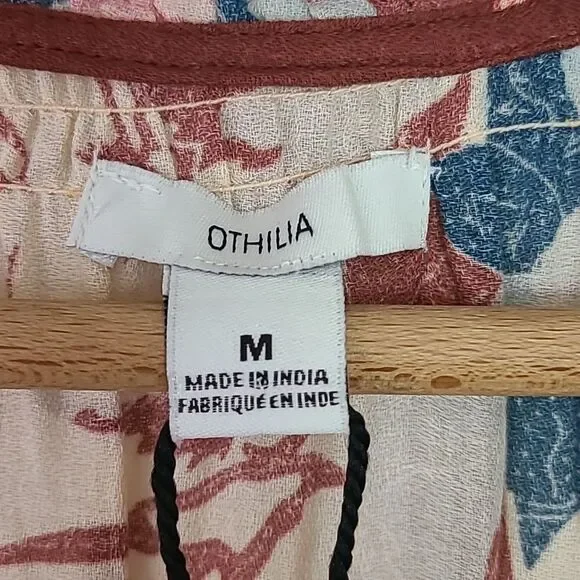 OTHILIA
M
MADE IN INDIA
FABRIQUÉ EN INDE